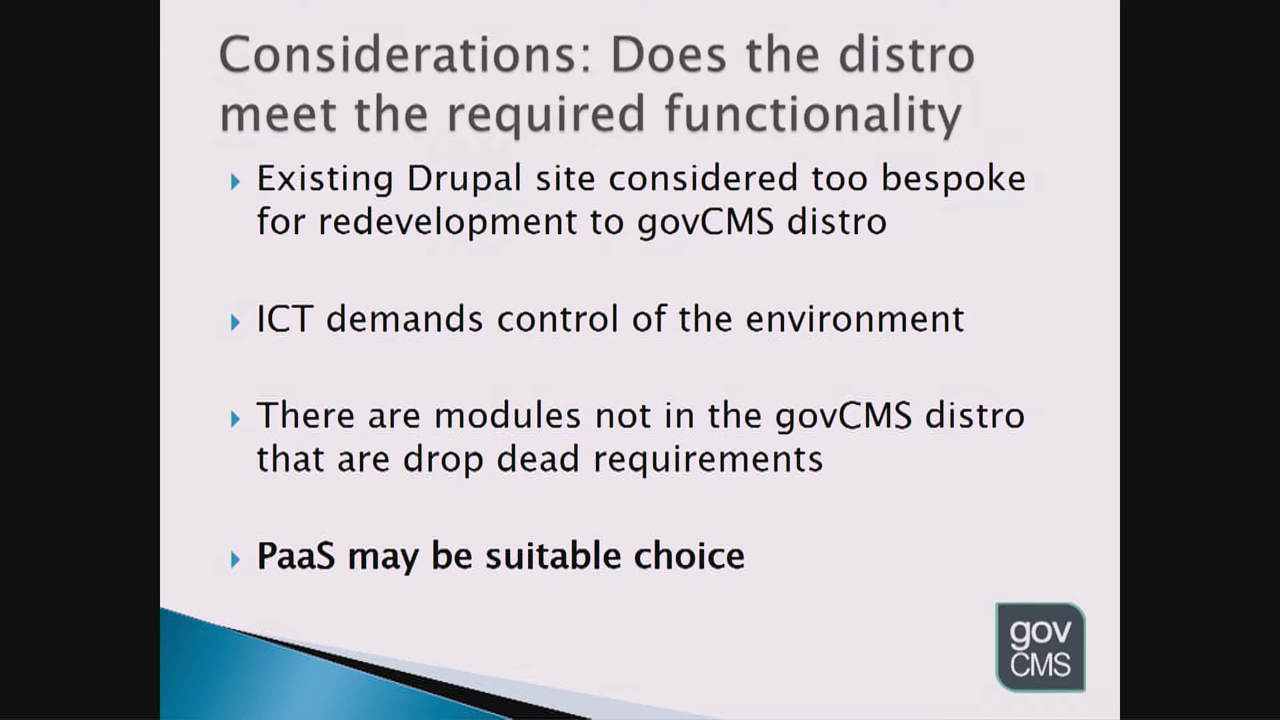 Considerations: Does the distro
meet the required functionality
Existing Drupal site considered too bespoke
for redevelopment to govCMS distro
ICT demands control of the environment
There are modules not in the govCMS distro
that are drop dead requirements
PaaS may be suitable choice
gov
CMS